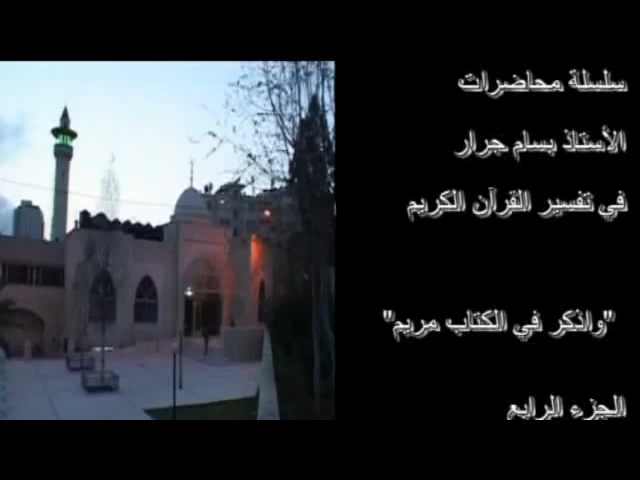 سلسلة محاضرات
الأستاذ بسام جرار
في تفسير القرآن الكريم
"واذكر في الكتاب مريم"
الجزء الرابع